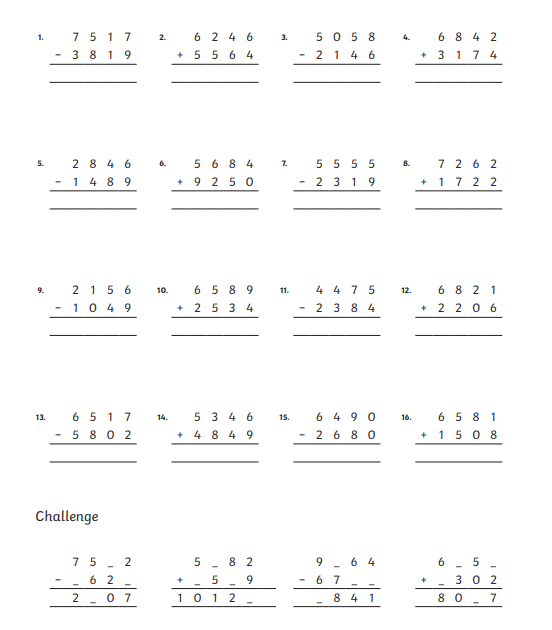 1. 7 5 1 7 2. 6 2 4 6 3. 5 0 5 8 4. 6 8 4 2
− 3 8 1 9 + 5 5 6 4 − 2 1 4 6 + 3 1 7 4
5. 2 8 4 6 6. 5 6 8 4 7. 5 5 5 5 8. 7 2 6 2
− 1 4 8 9 + 9 2 5 0 − 2 3 1 9 + 1 7 2 2
9. 2 1 5 6 10. 6 5 8 9 11. 4 4 7 5 12. 6 8 2 1
− 1 0 4 9 + 2 5 3 4 − 2 3 8 4 + 2 2 0 6
13. 6 5 1 7 14. 5 3 4 6 15. 6 4 9 0 16. 6 5 8 1
− 5 8 0 2 + 4 8 4 9 − 2 6 8 0 + 1 5 0 8
Challenge
7 5 _ 2 5 _ 8 2 9 _ 6 4 6 _ 5 _
− _ 6 2 _ + _ 5 _ 9 − 6 7 _ _ + _ 3 0 2
2 _ 0 7 1 0 1 2 _ _ 8 4 1 8 0 _ 7